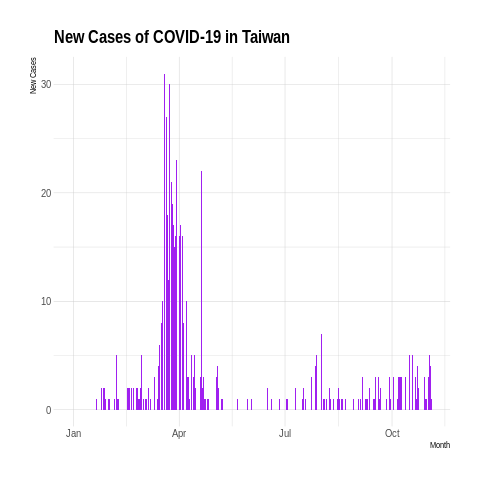 New Cases of COVID-19 in Taiwan
New Cases
30
20
10
0
Jan Apr Jul Oct
Month